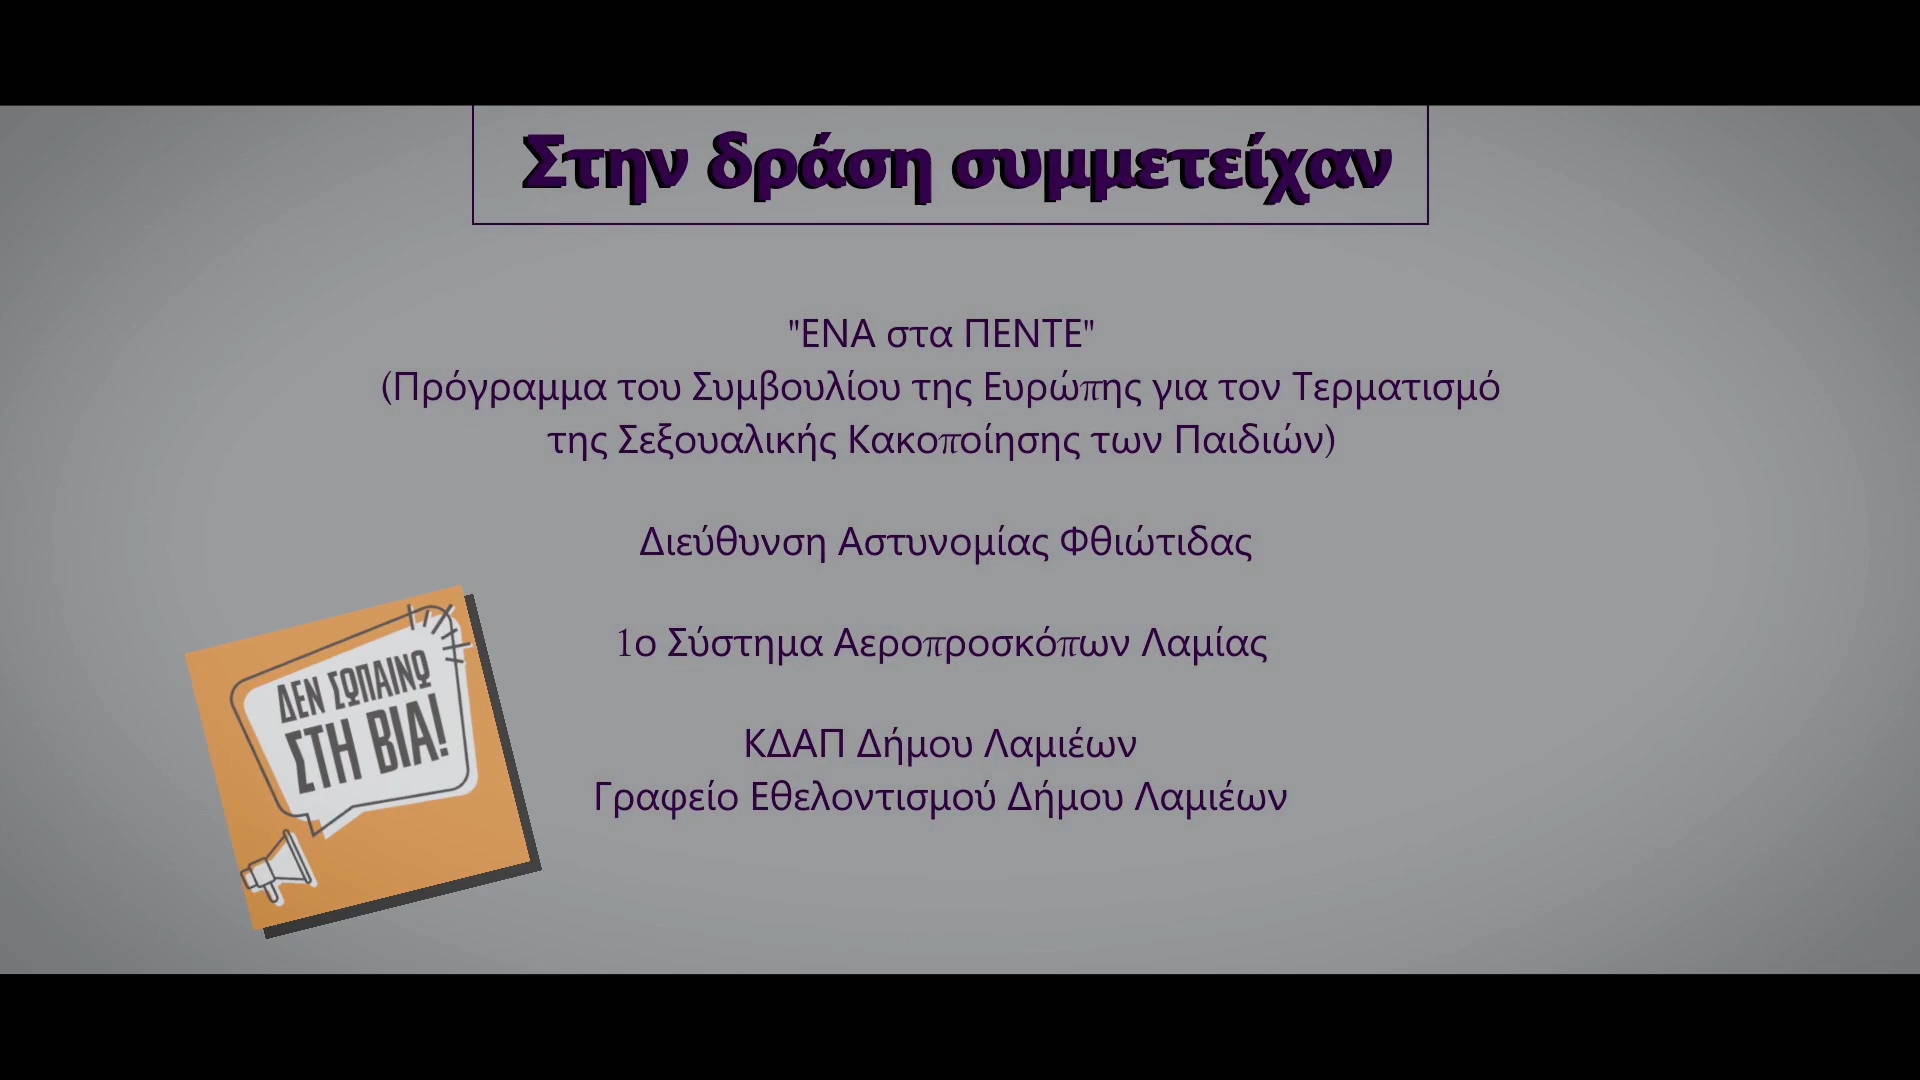 Στην δράση συμμετείχαν
"ΕΝΑ στα ΠΕΝΤΕ"
(Πρόγραμμα του Συμβουλίου της Ευρώπης για τον Τερματισμό
της Σεξουαλικής Κακοποίησης των Παιδιών)
Διεύθυνση Αστυνομίας Φθιώτιδας
1ο Σύστημα Αεροπροσκόπων Λαμίας
ΚΔΑΠ Δήμου Λαμιέων
Γραφείο Εθελοντισμού Δήμου Λαμιέων
ΔΕΝ ΣΩΠΑΙΝΩ
ΣΤΗ ΒΙΑ!